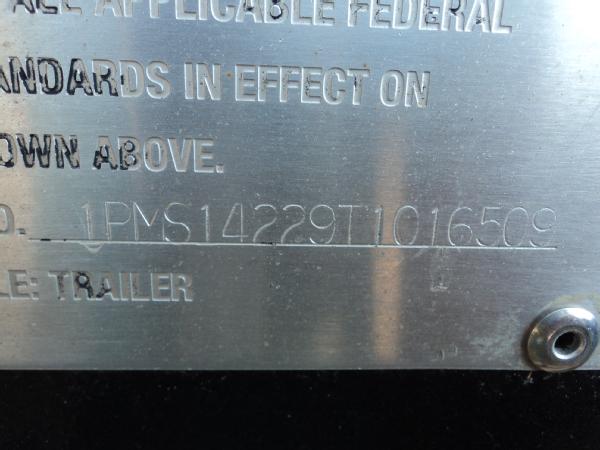 ALL APPLICABLE FEDERAL
ANDARDS IN EFFECT ON
OWN ABOVE.
O. 1PMS14229T1016509
LE: TRAILER